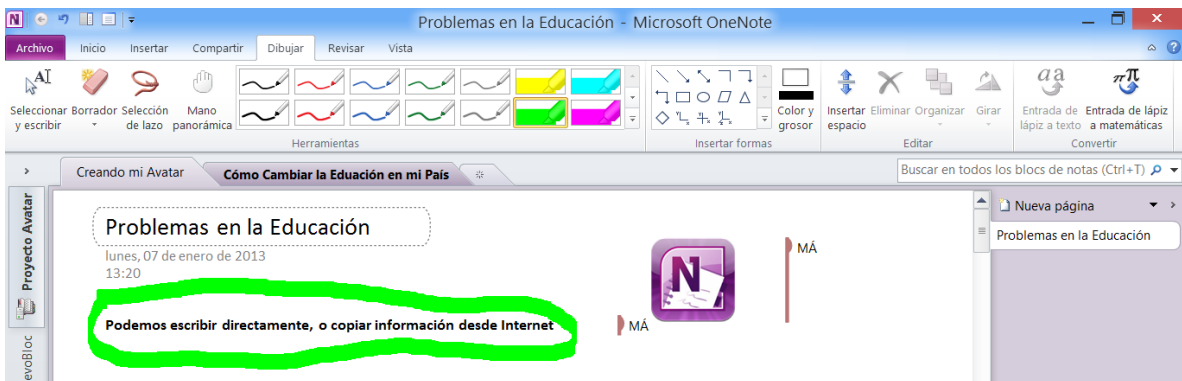 Problemas en la Educación - Microsoft OneNote
Archivo Inicio Insertar Compartir Dibujar Revisar Vista
Seleccionar y escribir
Borrador
Selección de lazo
Mano panorámica
Color y grosor
Insertar espacio
Eliminar
Organizar
Girar
Entrada de lápiz a texto
Entrada de lápiz a matemáticas
Herramientas
Insertar formas
Editar
Convertir
Creando mi Avatar
Cómo Cambiar la Eduación en mi País
Buscar en todos los blocs de notas (Ctrl+T)
Proyecto Avatar
evoBloc
Problemas en la Educación
lunes, 07 de enero de 2013
13:20
Podemos escribir directamente, o copiar información desde Internet
MÁ
MÁ
Nueva página
Problemas en la Educación